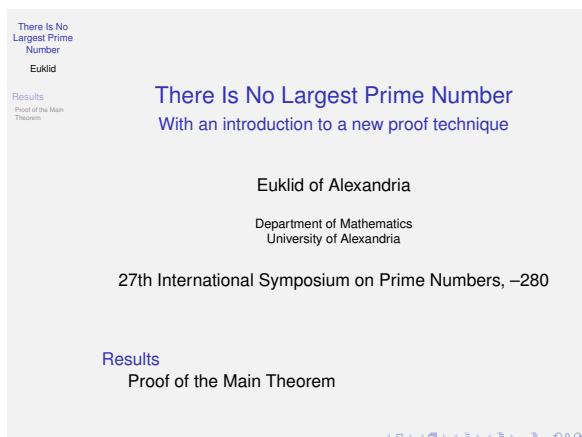 There Is No
Largest Prime
Number
Euklid
Results
Proof of the Main
Theorem
There Is No Largest Prime Number
With an introduction to a new proof technique
Euklid of Alexandria
Department of Mathematics
University of Alexandria
27th International Symposium on Prime Numbers, –280
Results
Proof of the Main Theorem